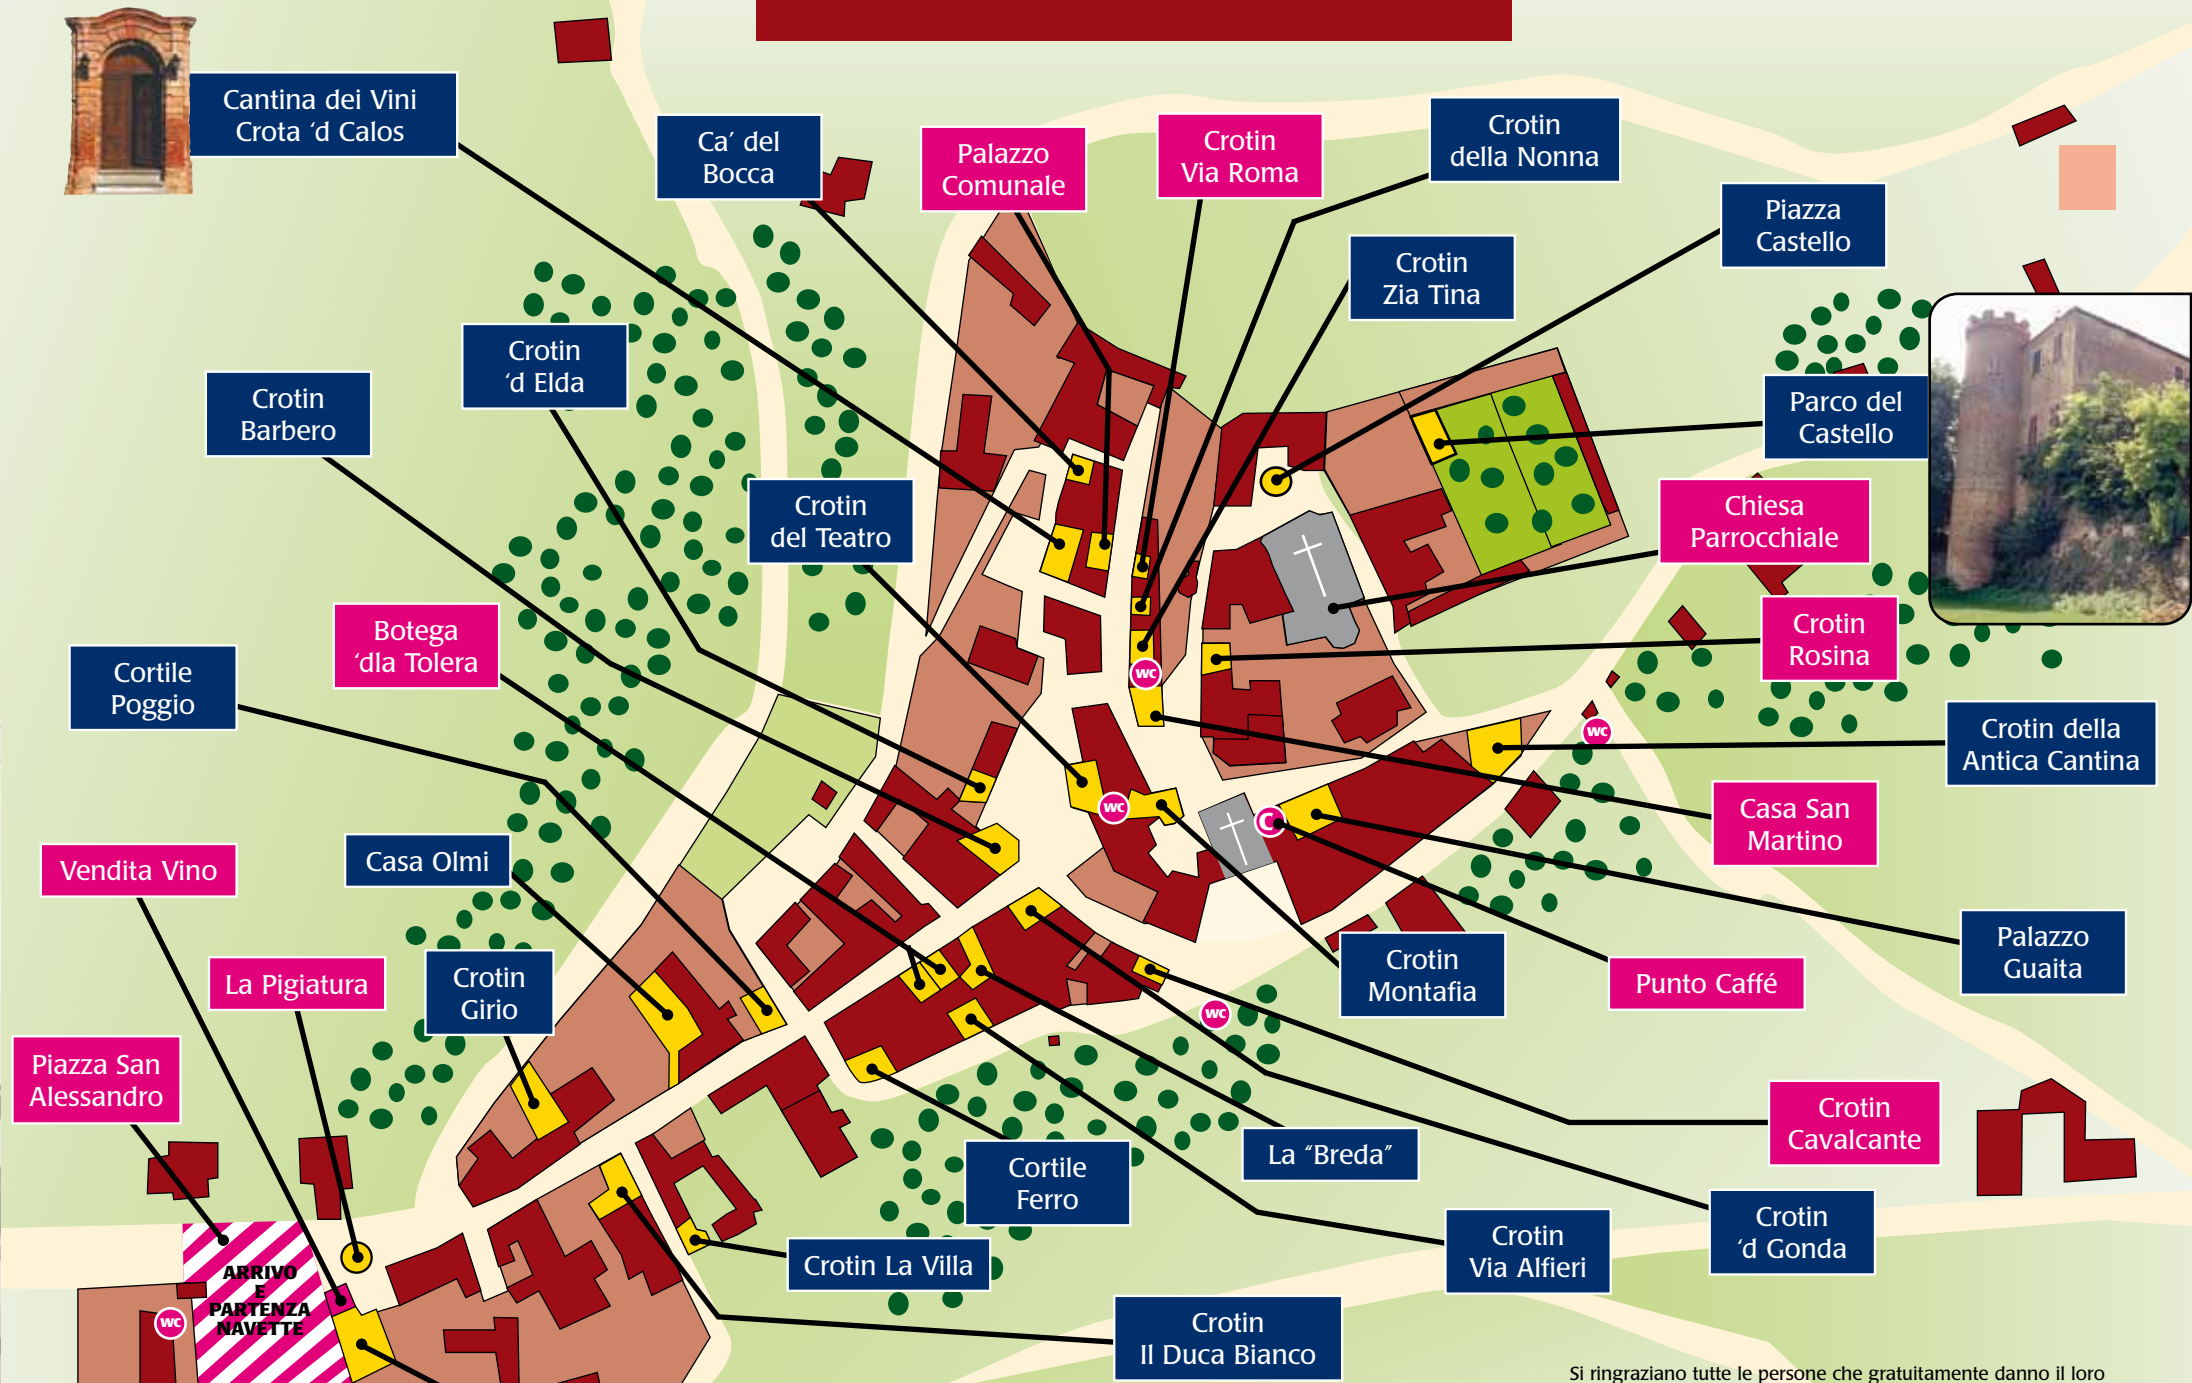 Cantina dei Vini
Crota ‘d Calos
Ca’ del
Bocca
Palazzo
Comunale
Crotin
Via Roma
Crotin
della Nonna
Piazza
Castello
Crotin
Zia Tina
Crotin
‘d Elda
Crotin
Barbero
Parco del
Castello
Crotin
del Teatro
Chiesa
Parrocchiale
Botega
‘dla Tolera
Crotin
Rosina
Cortile
Poggio
wc
Crotin della
Antica Cantina
wc
Casa San
Martino
wc
C
Vendita Vino
Casa Olmi
Palazzo
Guaita
La Pigiatura
Crotin
Girio
Crotin
Montafia
Punto Caffé
wc
Piazza San
Alessandro
Crotin
Cavalcante
La “Breda”
Cortile
Ferro
Crotin
‘d Gonda
Crotin
Via Alfieri
Crotin La Villa
ARRIVO
E
PARTENZA
NAVETTE
wc
Crotin
Il Duca Bianco
Si ringraziano tutte le persone che gratuitamente danno il loro